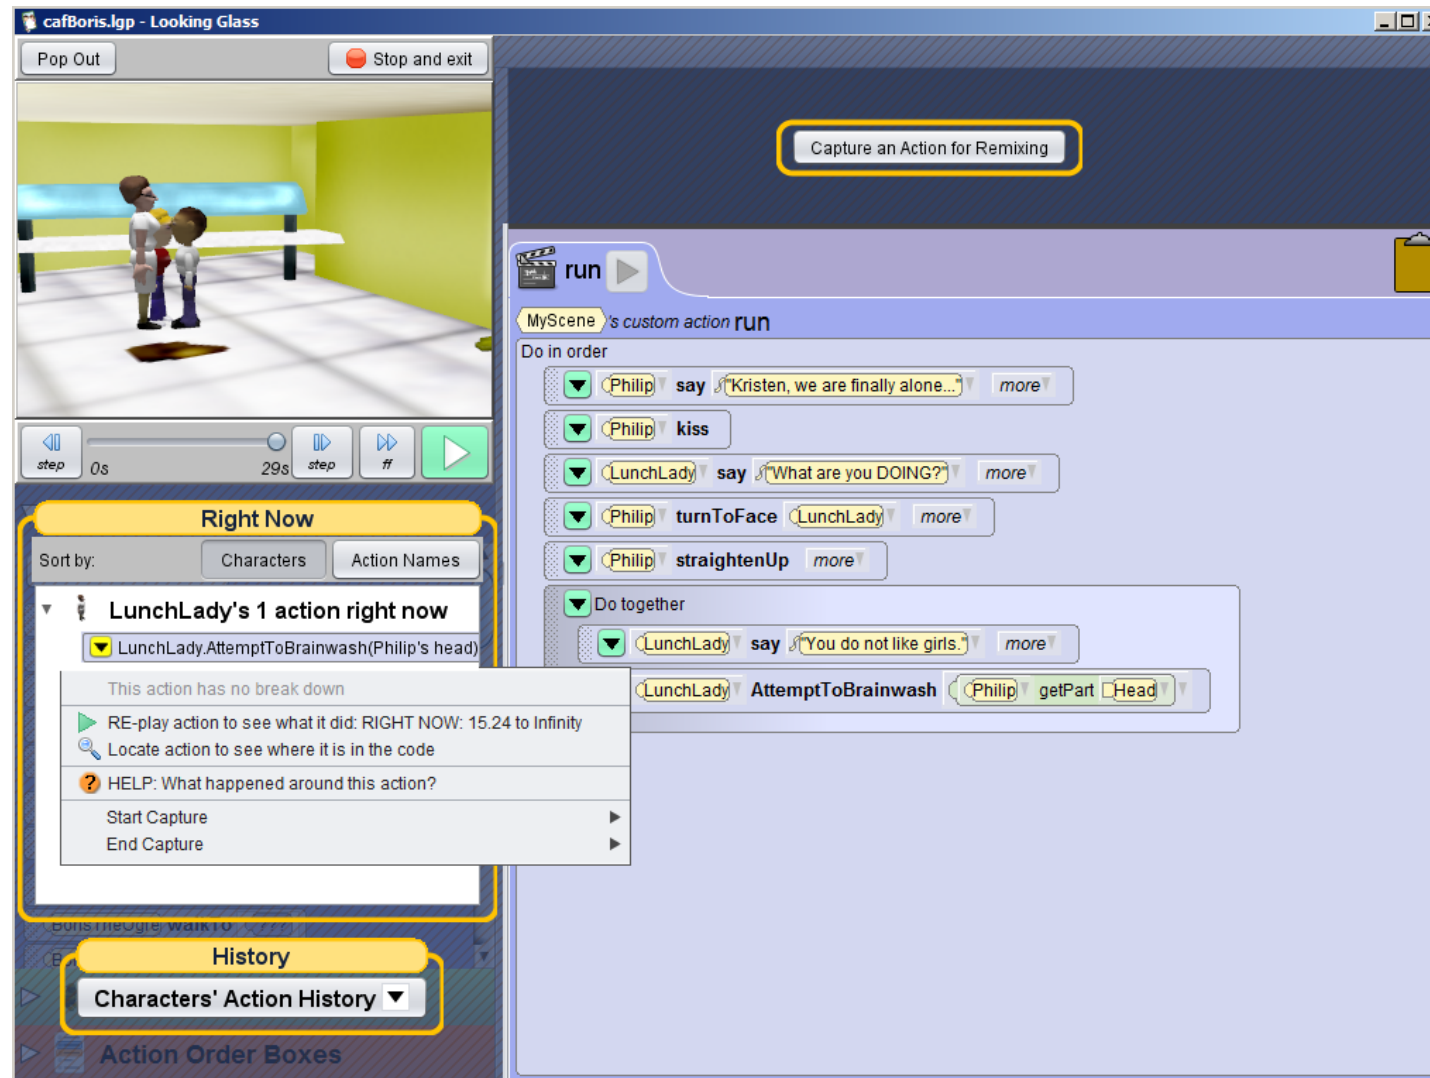 cafBoris.lgp - Looking Glass
Pop Out
Stop and exit
Capture an Action for Remixing
run
MyScene 's custom action run
Do in order
Philip say "Kristen, we are finally alone..." more
Philip kiss
LunchLady say "What are you DOING?" more
Philip turnToFace LunchLady more
Philip straightenUp more
Do together
LunchLady say "You do not like girls." more
LunchLady AttemptToBrainwash Philip getPart Head
step
0s
29s
step
ff
Right Now
Sort by:
Characters
Action Names
LunchLady's 1 action right now
LunchLady.AttemptToBrainwash(Philip's head)
This action has no break down
RE-play action to see what it did: RIGHT NOW: 15.24 to Infinity
Locate action to see where it is in the code
HELP: What happened around this action?
Start Capture
End Capture
BorisTheOgre walkTo ???
History
Characters' Action History
Action Order Boxes